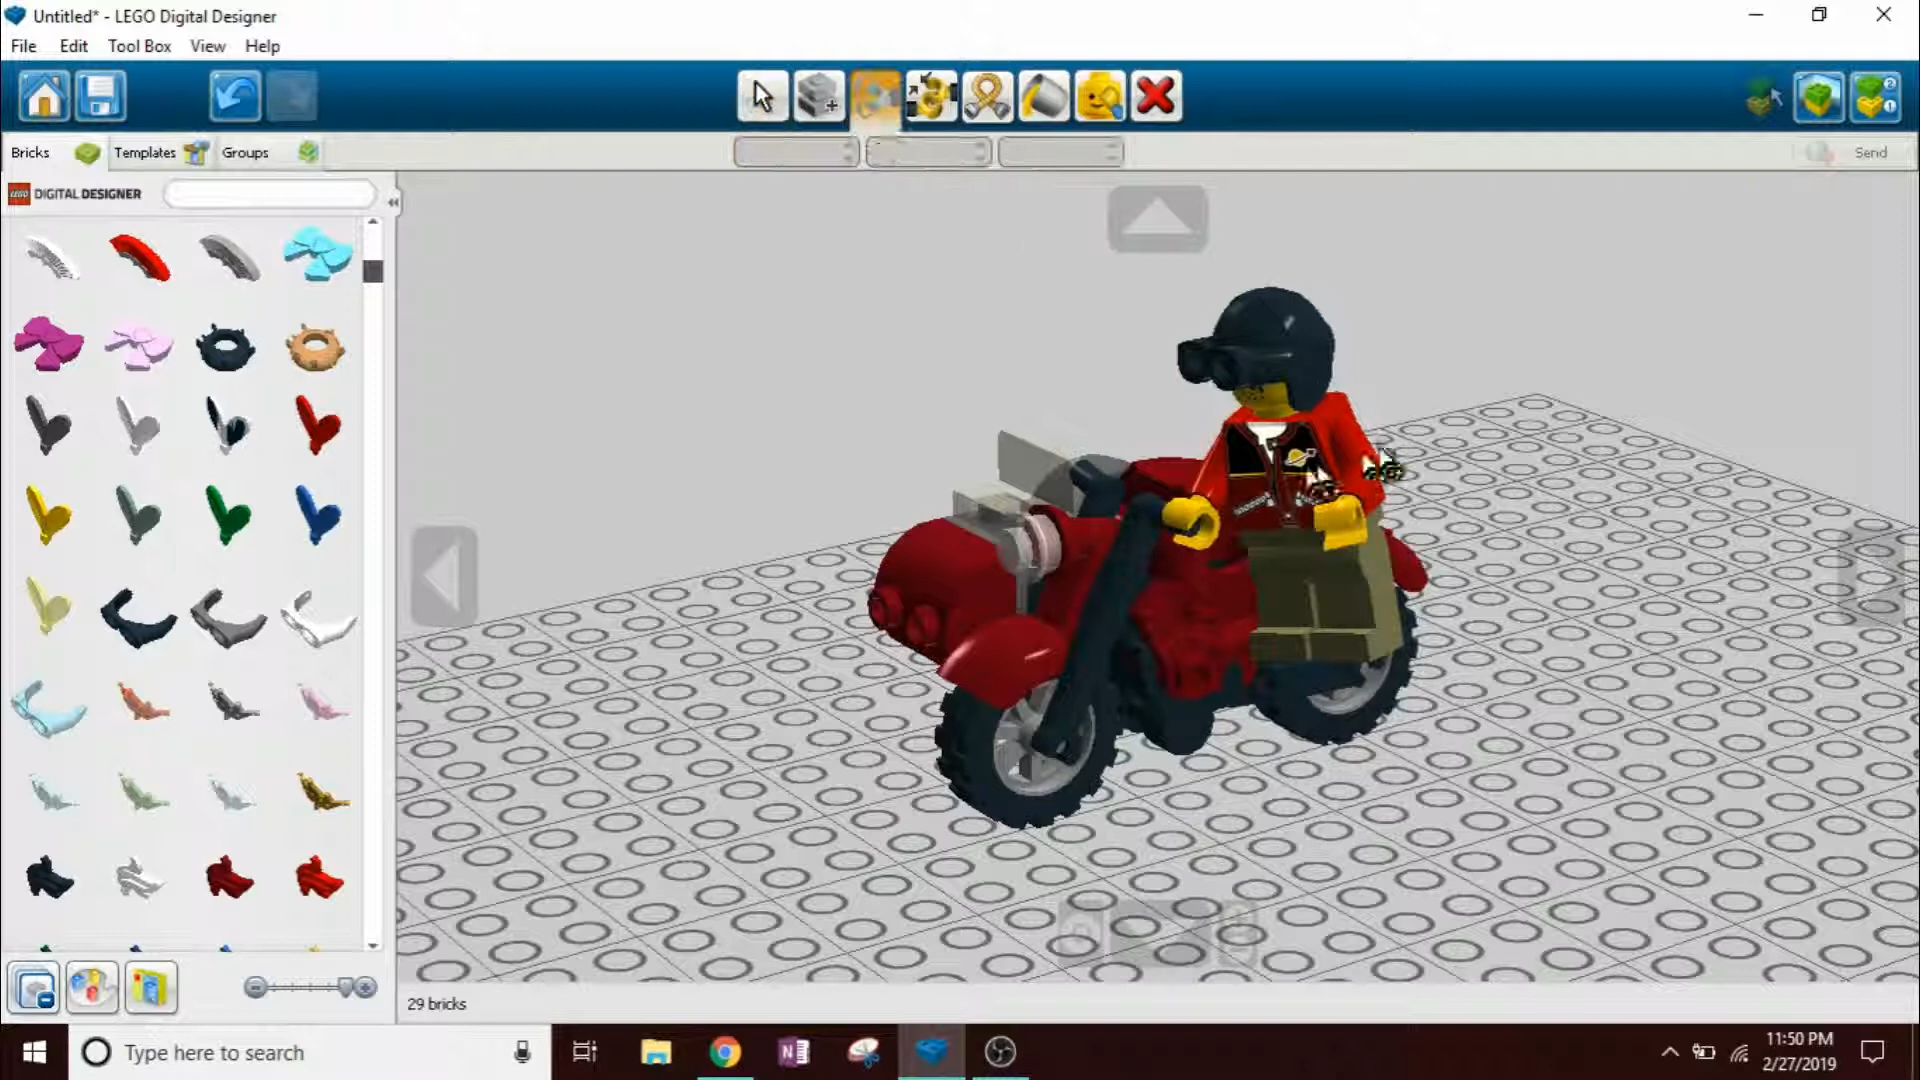 Untitled* - LEGO Digital Designer
File Edit Tool Box View Help
Bricks Templates Groups
Send
LEGO DIGITAL DESIGNER
29 bricks
Type here to search
11:50 PM
2/27/2019